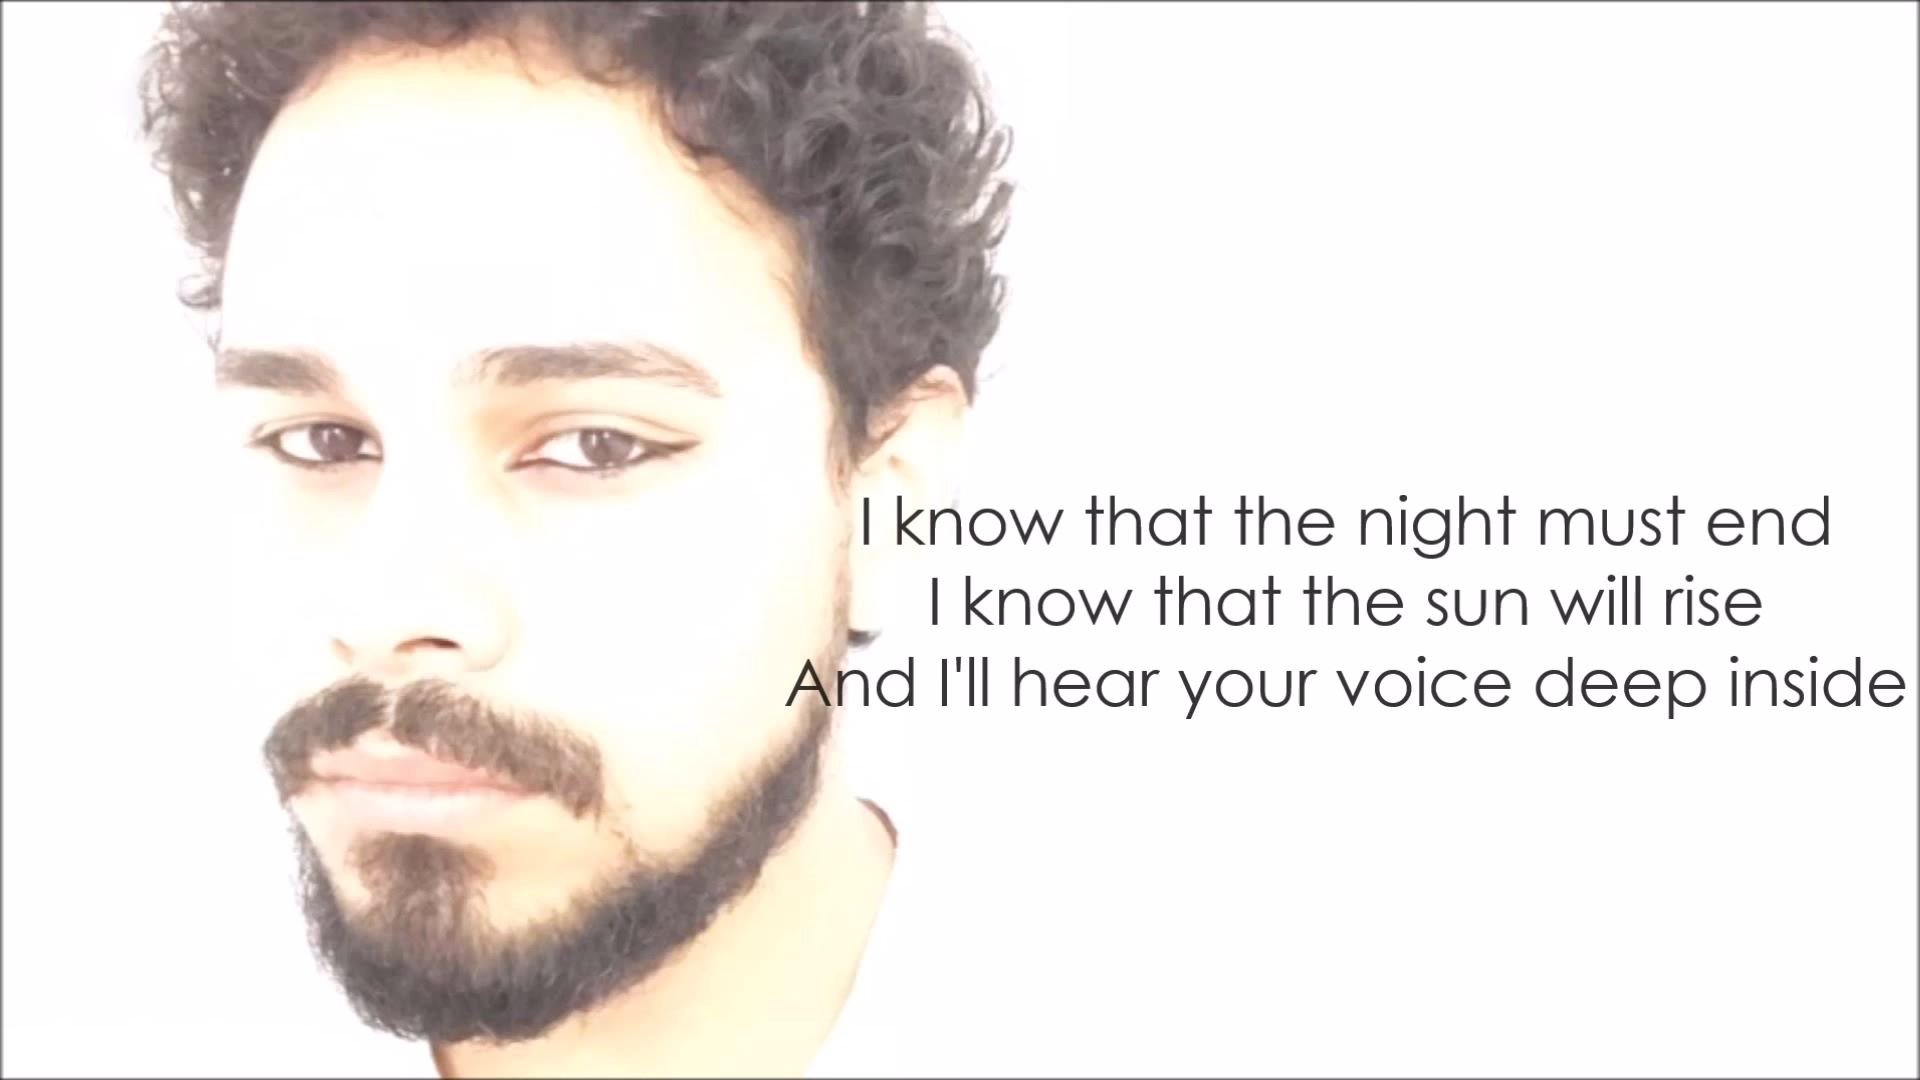 I know that the night must end
I know that the sun will rise
And I'll hear your voice deep inside